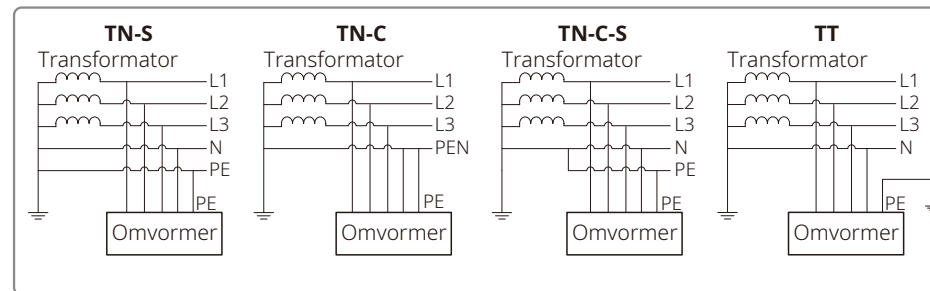 TN-S
Transformator
L1
L2
L3
N
PE
PE
Omvormer
TN-C
Transformator
L1
L2
L3
PEN
PE
Omvormer
TN-C-S
Transformator
L1
L2
L3
N
PE
PE
Omvormer
TT
Transformator
L1
L2
L3
N
PE
Omvormer